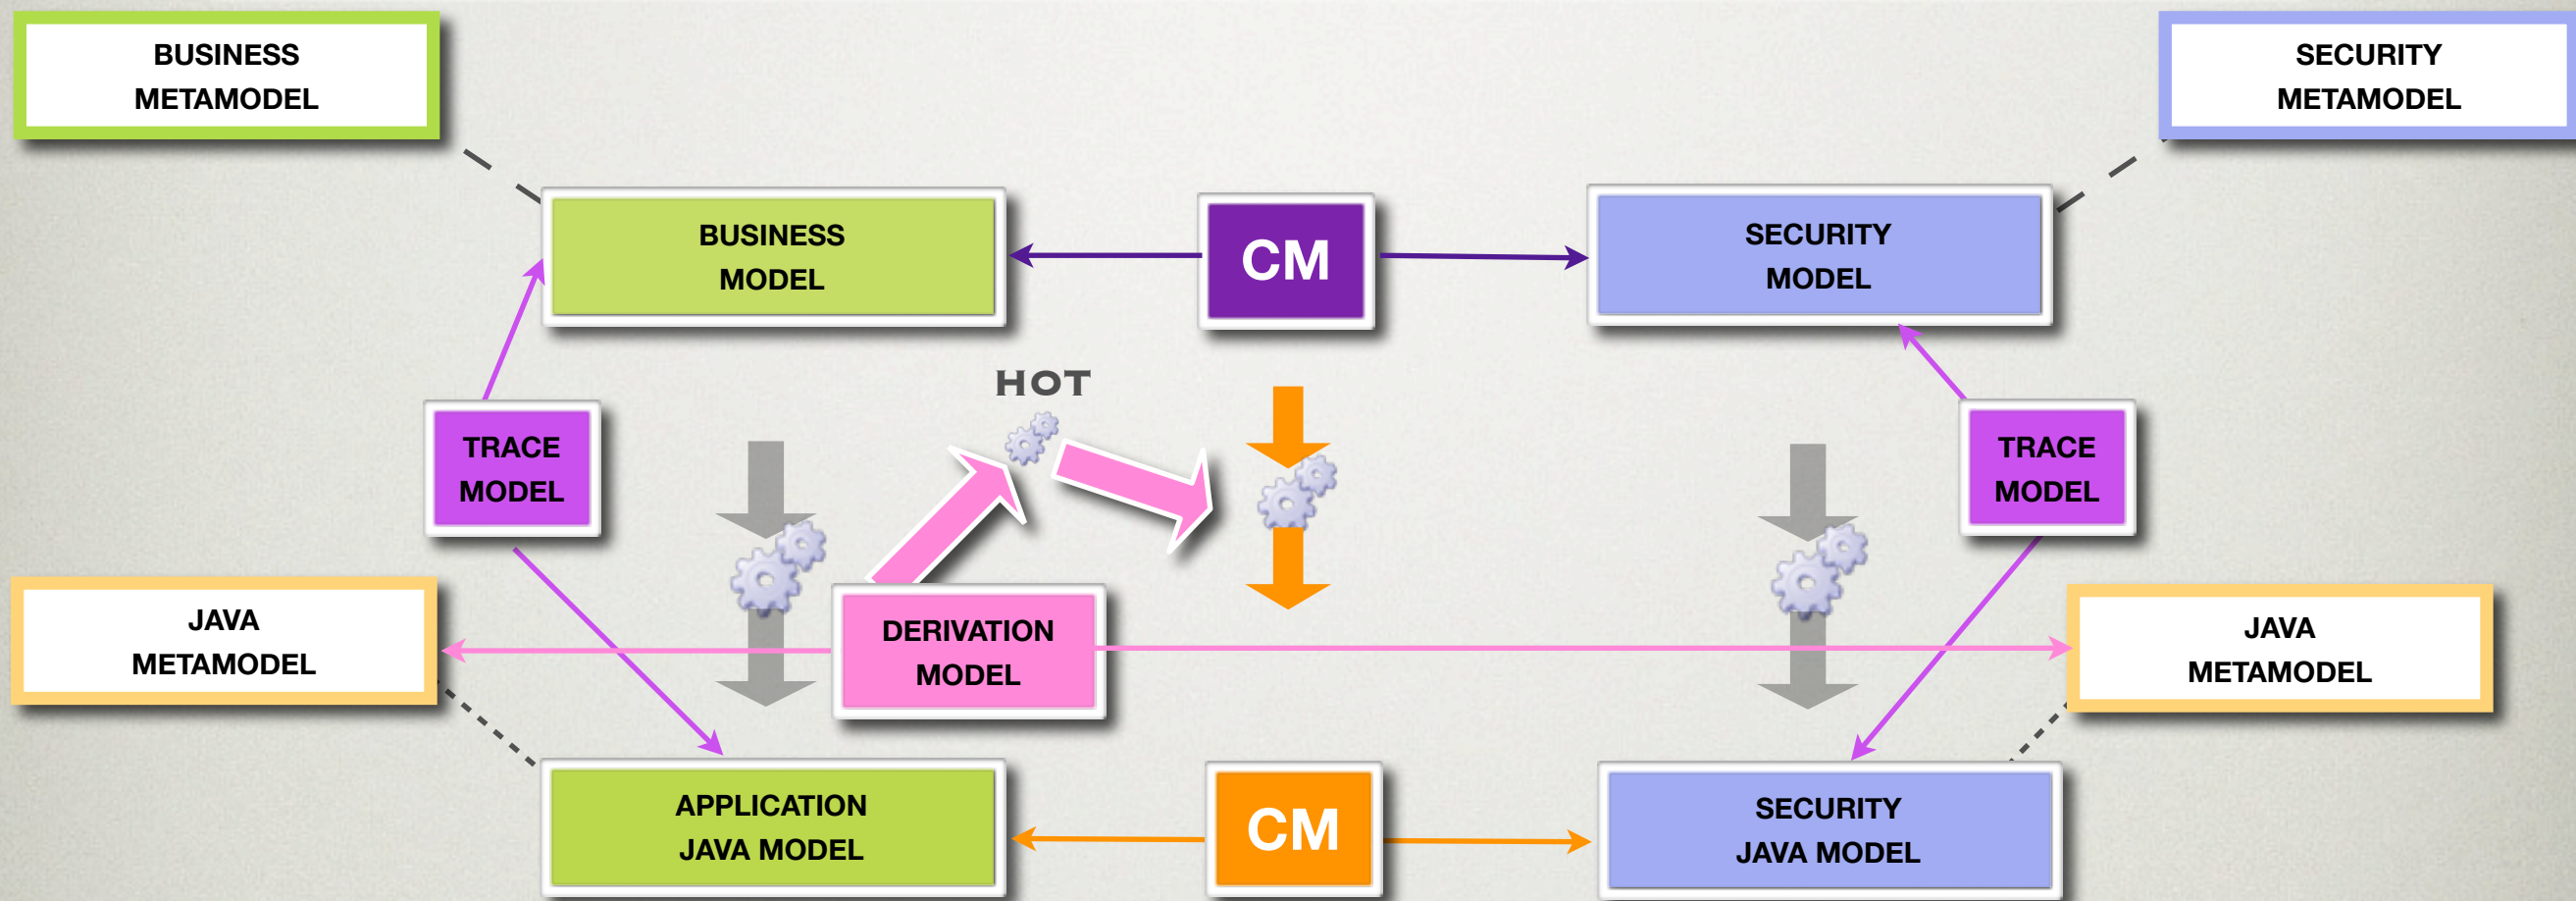 BUSINESS
METAMODEL
SECURITY
METAMODEL
BUSINESS
MODEL
CM
SECURITY
MODEL
HOT
TRACE
MODEL
TRACE
MODEL
JAVA
METAMODEL
DERIVATION
MODEL
JAVA
METAMODEL
APPLICATION
JAVA MODEL
CM
SECURITY
JAVA MODEL